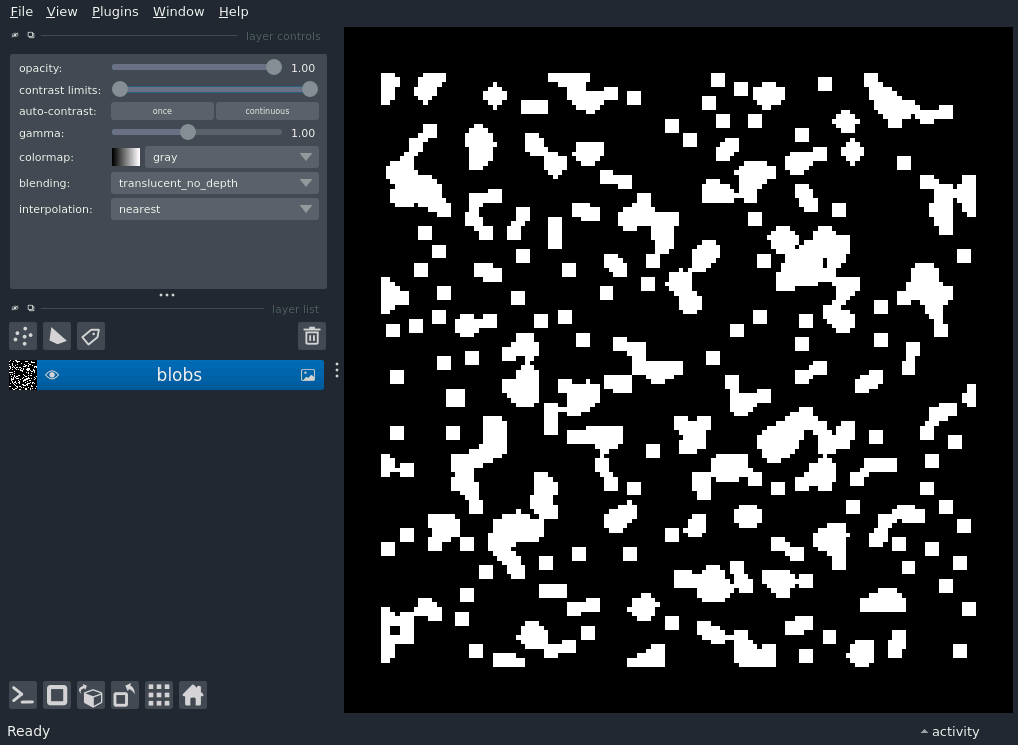 File View Plugins Window Help
layer controls
opacity: 1.00
contrast limits:
auto-contrast: once continuous
gamma: 1.00
colormap: gray
blending: translucent_no_depth
interpolation: nearest
layer list
blobs
Ready activity